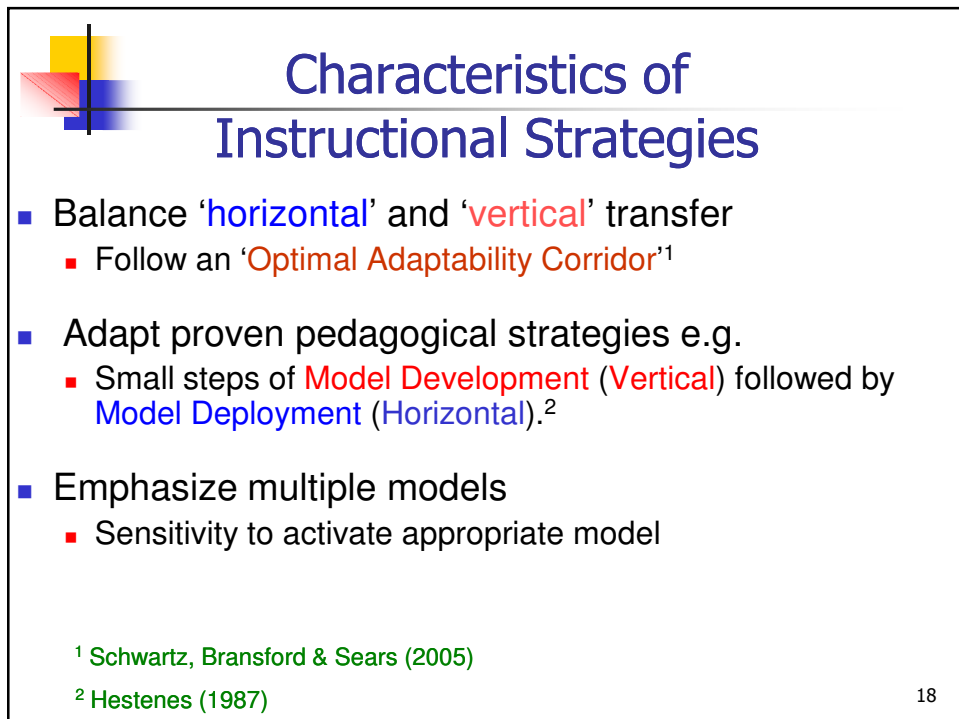 Characteristics of
Instructional Strategies
Balance ‘horizontal’ and ‘vertical’ transfer
Follow an ‘Optimal Adaptability Corridor’¹
Adapt proven pedagogical strategies e.g.
Small steps of Model Development (Vertical) followed by
Model Deployment (Horizontal).²
Emphasize multiple models
Sensitivity to activate appropriate model
¹ Schwartz, Bransford & Sears (2005)
² Hestenes (1987)
18